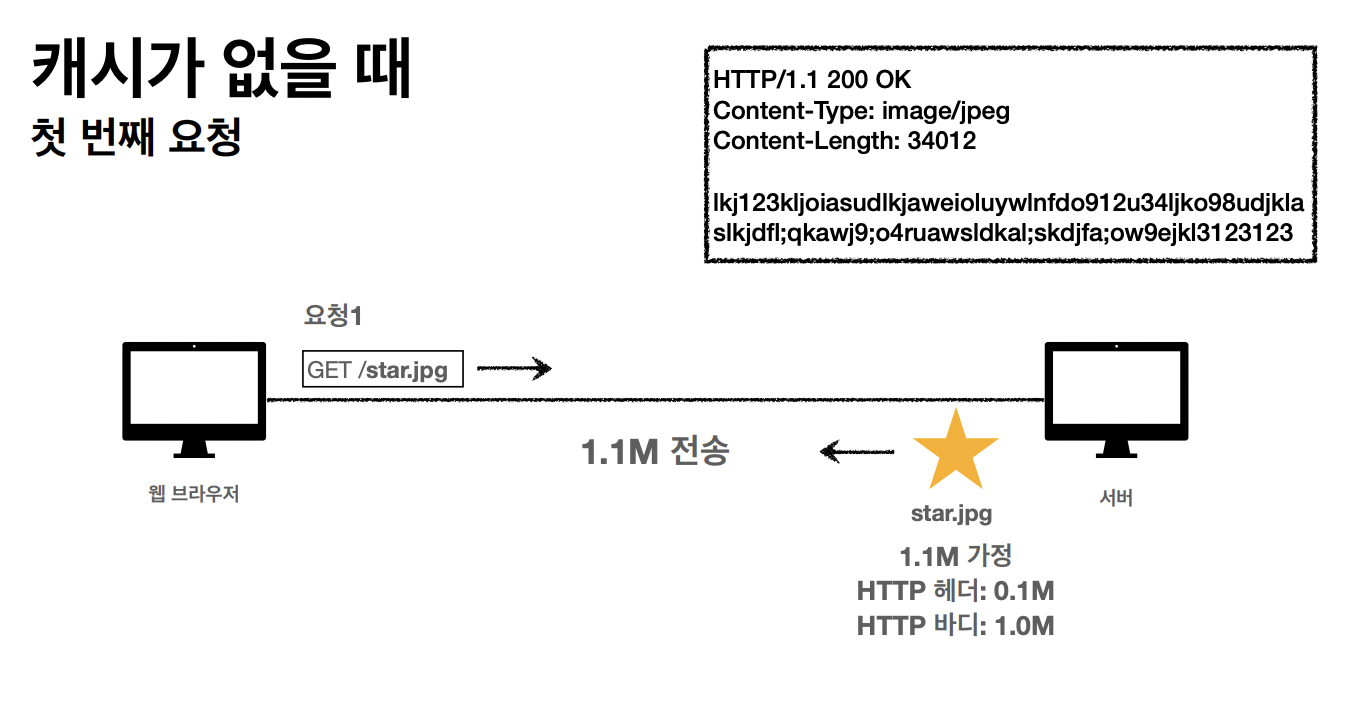 캐시가 없을 때
첫 번째 요청
HTTP/1.1 200 OK
Content-Type: image/jpeg
Content-Length: 34012
lkj123kljoiasudlkjaweioluywlnfdo912u34ljko98udjkla
slkjdfl;qkawj9;o4ruawsldkal;skdjfa;ow9ejkl3123123
요청1
GET /star.jpg
1.1M 전송
웹 브라우저
서버
star.jpg
1.1M 가정
HTTP 헤더: 0.1M
HTTP 바디: 1.0M